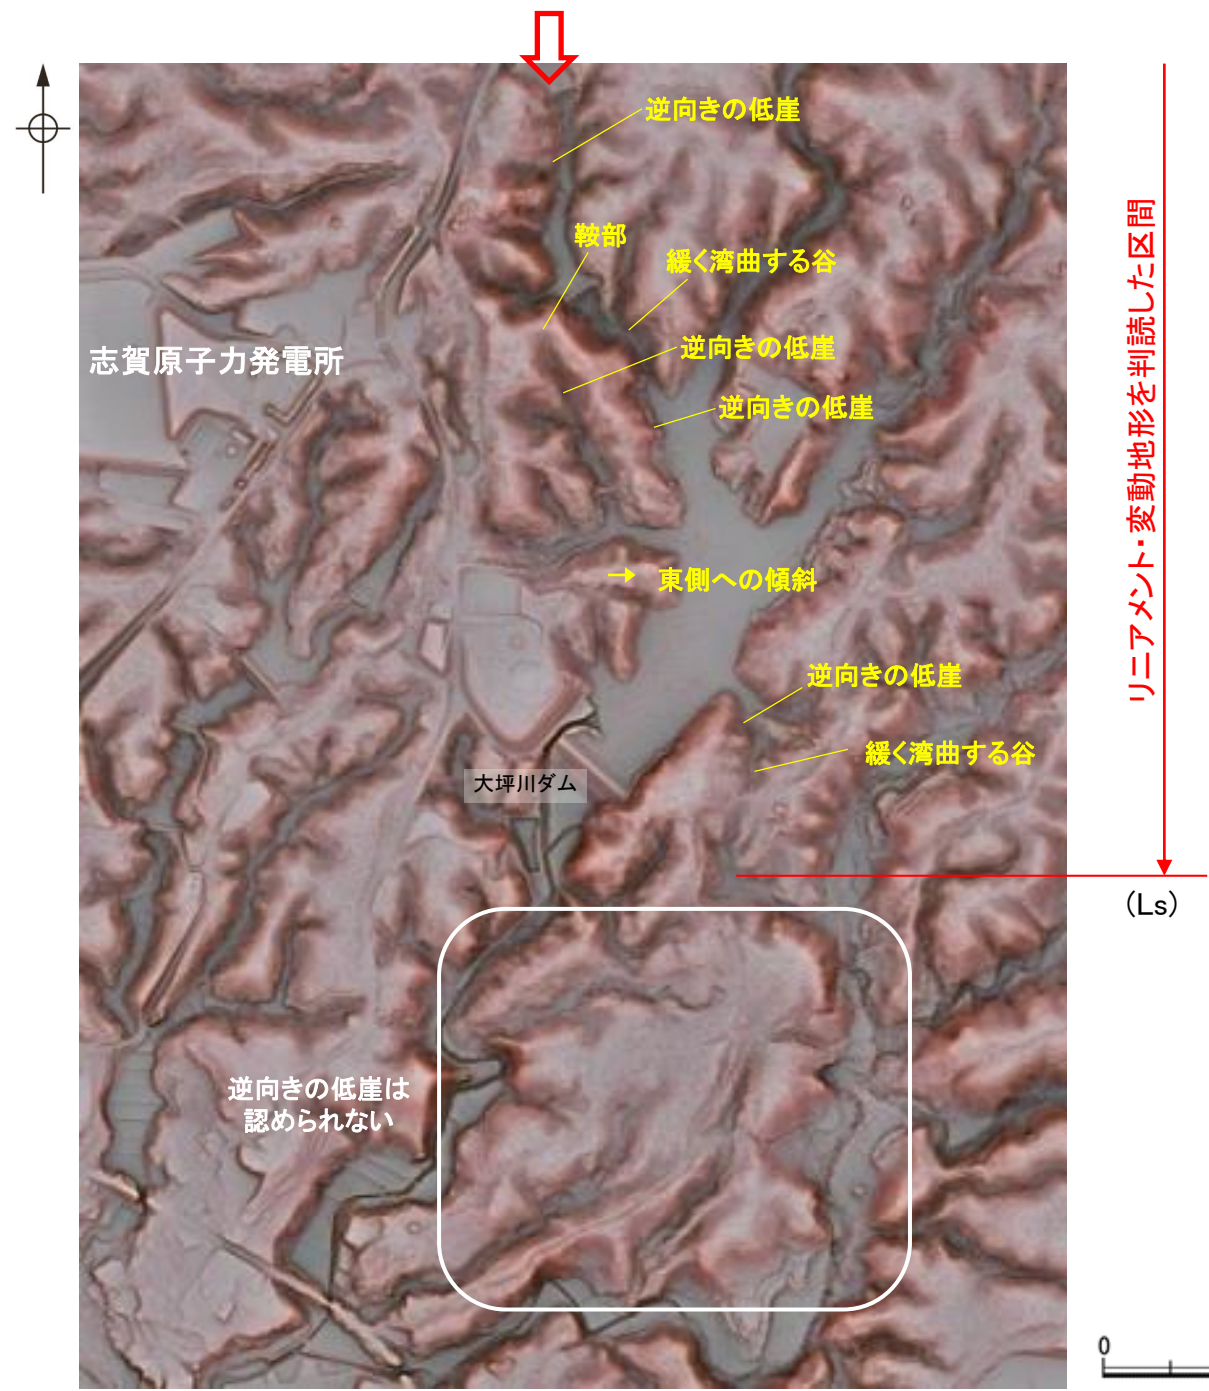 逆向きの低崖
鞍部
緩く湾曲する谷
志賀原子力発電所
逆向きの低崖
逆向きの低崖
リニアメント・変動地形を判読した区間
東側への傾斜
逆向きの低崖
緩く湾曲する谷
大坪川ダム
(Ls)
逆向きの低崖は
認められない
0